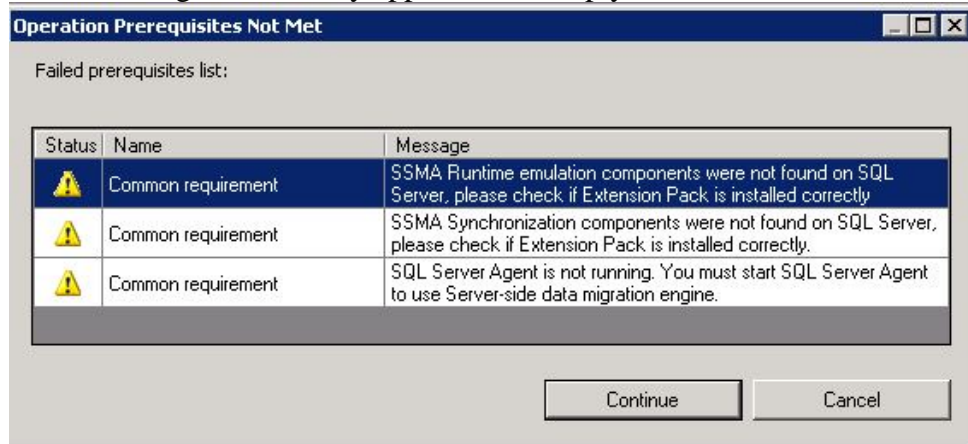 Operation Prerequisites Not Met
Failed prerequisites list:
Status Name Message
Common requirement SSMA Runtime emulation components were not found on SQL
Server, please check if Extension Pack is installed correctly
Common requirement SSMA Synchronization components were not found on SQL Server,
please check if Extension Pack is installed correctly.
Common requirement SQL Server Agent is not running. You must start SQL Server Agent
to use Server-side data migration engine.
Continue Cancel